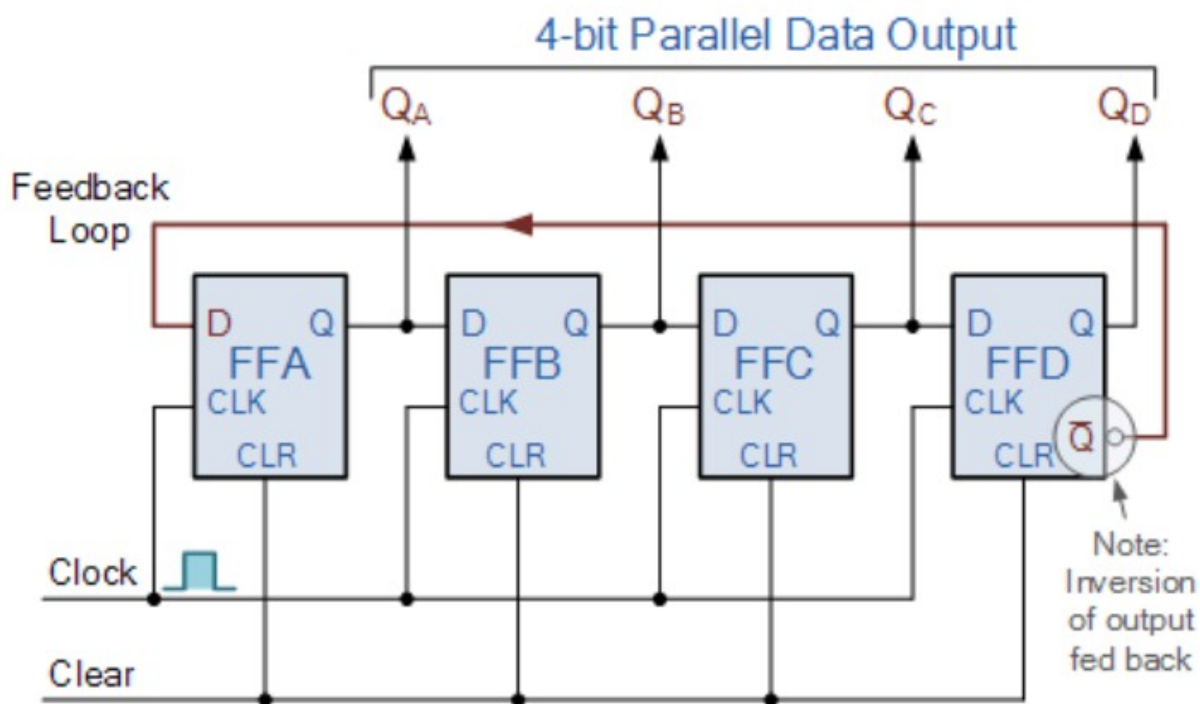 4-bit Parallel Data Output
QA QB QC QD
Feedback
Loop
D Q D Q D Q D Q
FFA FFB FFC FFD
CLK CLK CLK CLK
CLR CLR CLR CLR Q̅
Clock
Clear
Note:
Inversion
of output
fed back